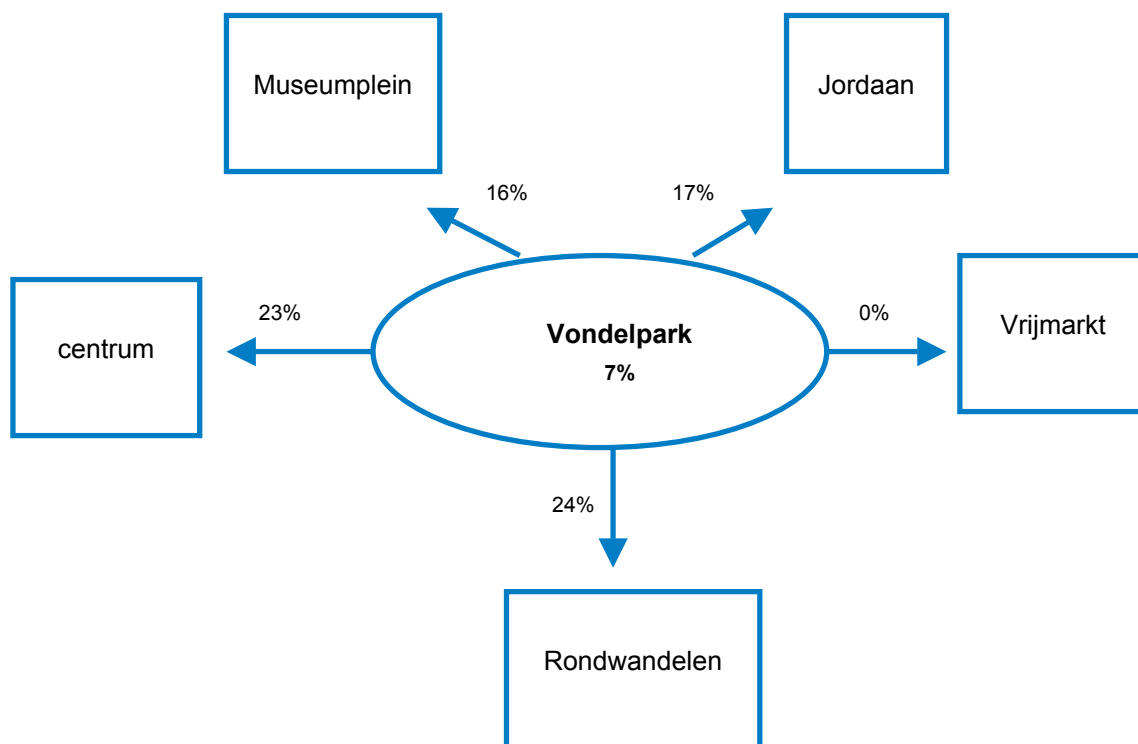 Museumplein
Jordaan
16%
17%
centrum
23%
Vondelpark
7%
0%
Vrijmarkt
24%
Rondwandelen